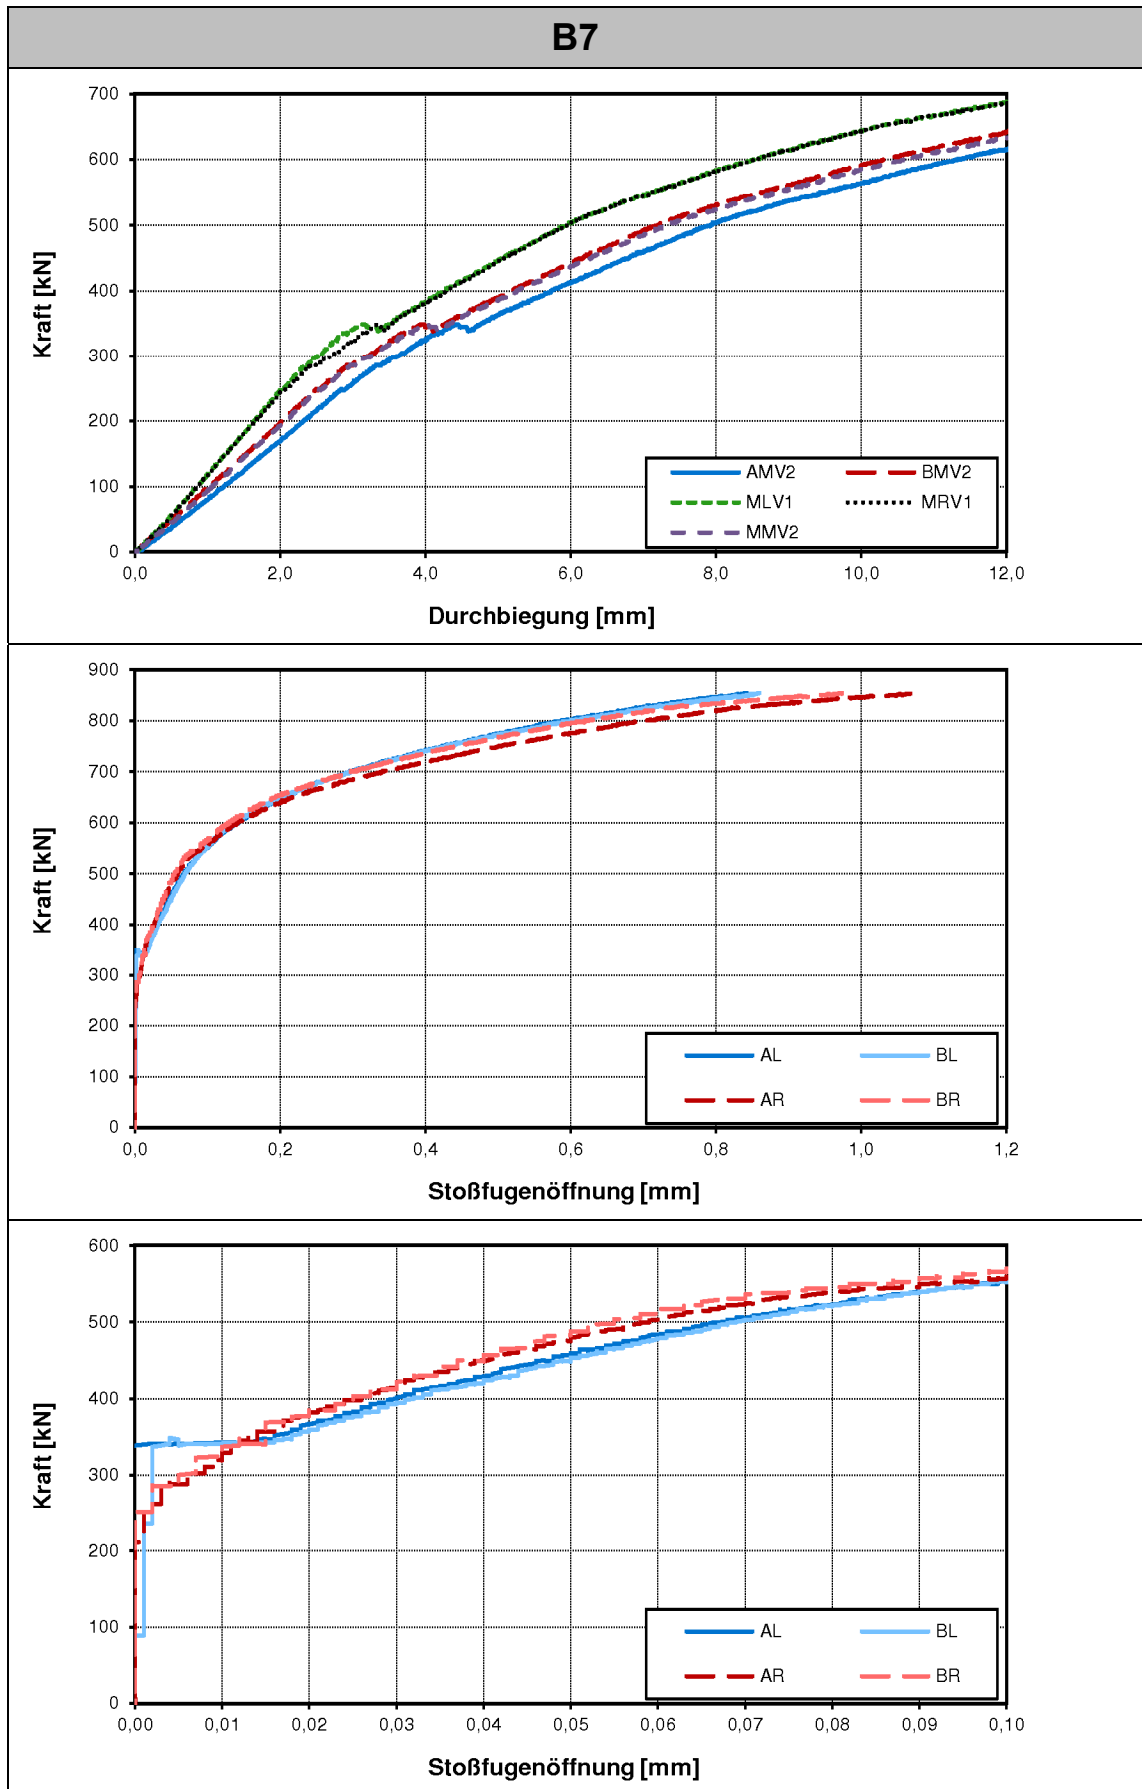 B7
700
600
500
400
300
200
100
0
Kraft [kN]
AMV2 BMV2
MLV1 MRV1
MMV2
0,0 2,0 4,0 6,0 8,0 10,0 12,0
Durchbiegung [mm]
900
800
700
600
500
400
300
200
100
0
Kraft [kN]
AL BL
AR BR
0,0 0,2 0,4 0,6 0,8 1,0 1,2
Stoßfugenöffnung [mm]
600
500
400
300
200
100
0
Kraft [kN]
AL BL
AR BR
0,00 0,01 0,02 0,03 0,04 0,05 0,06 0,07 0,08 0,09 0,10
Stoßfugenöffnung [mm]